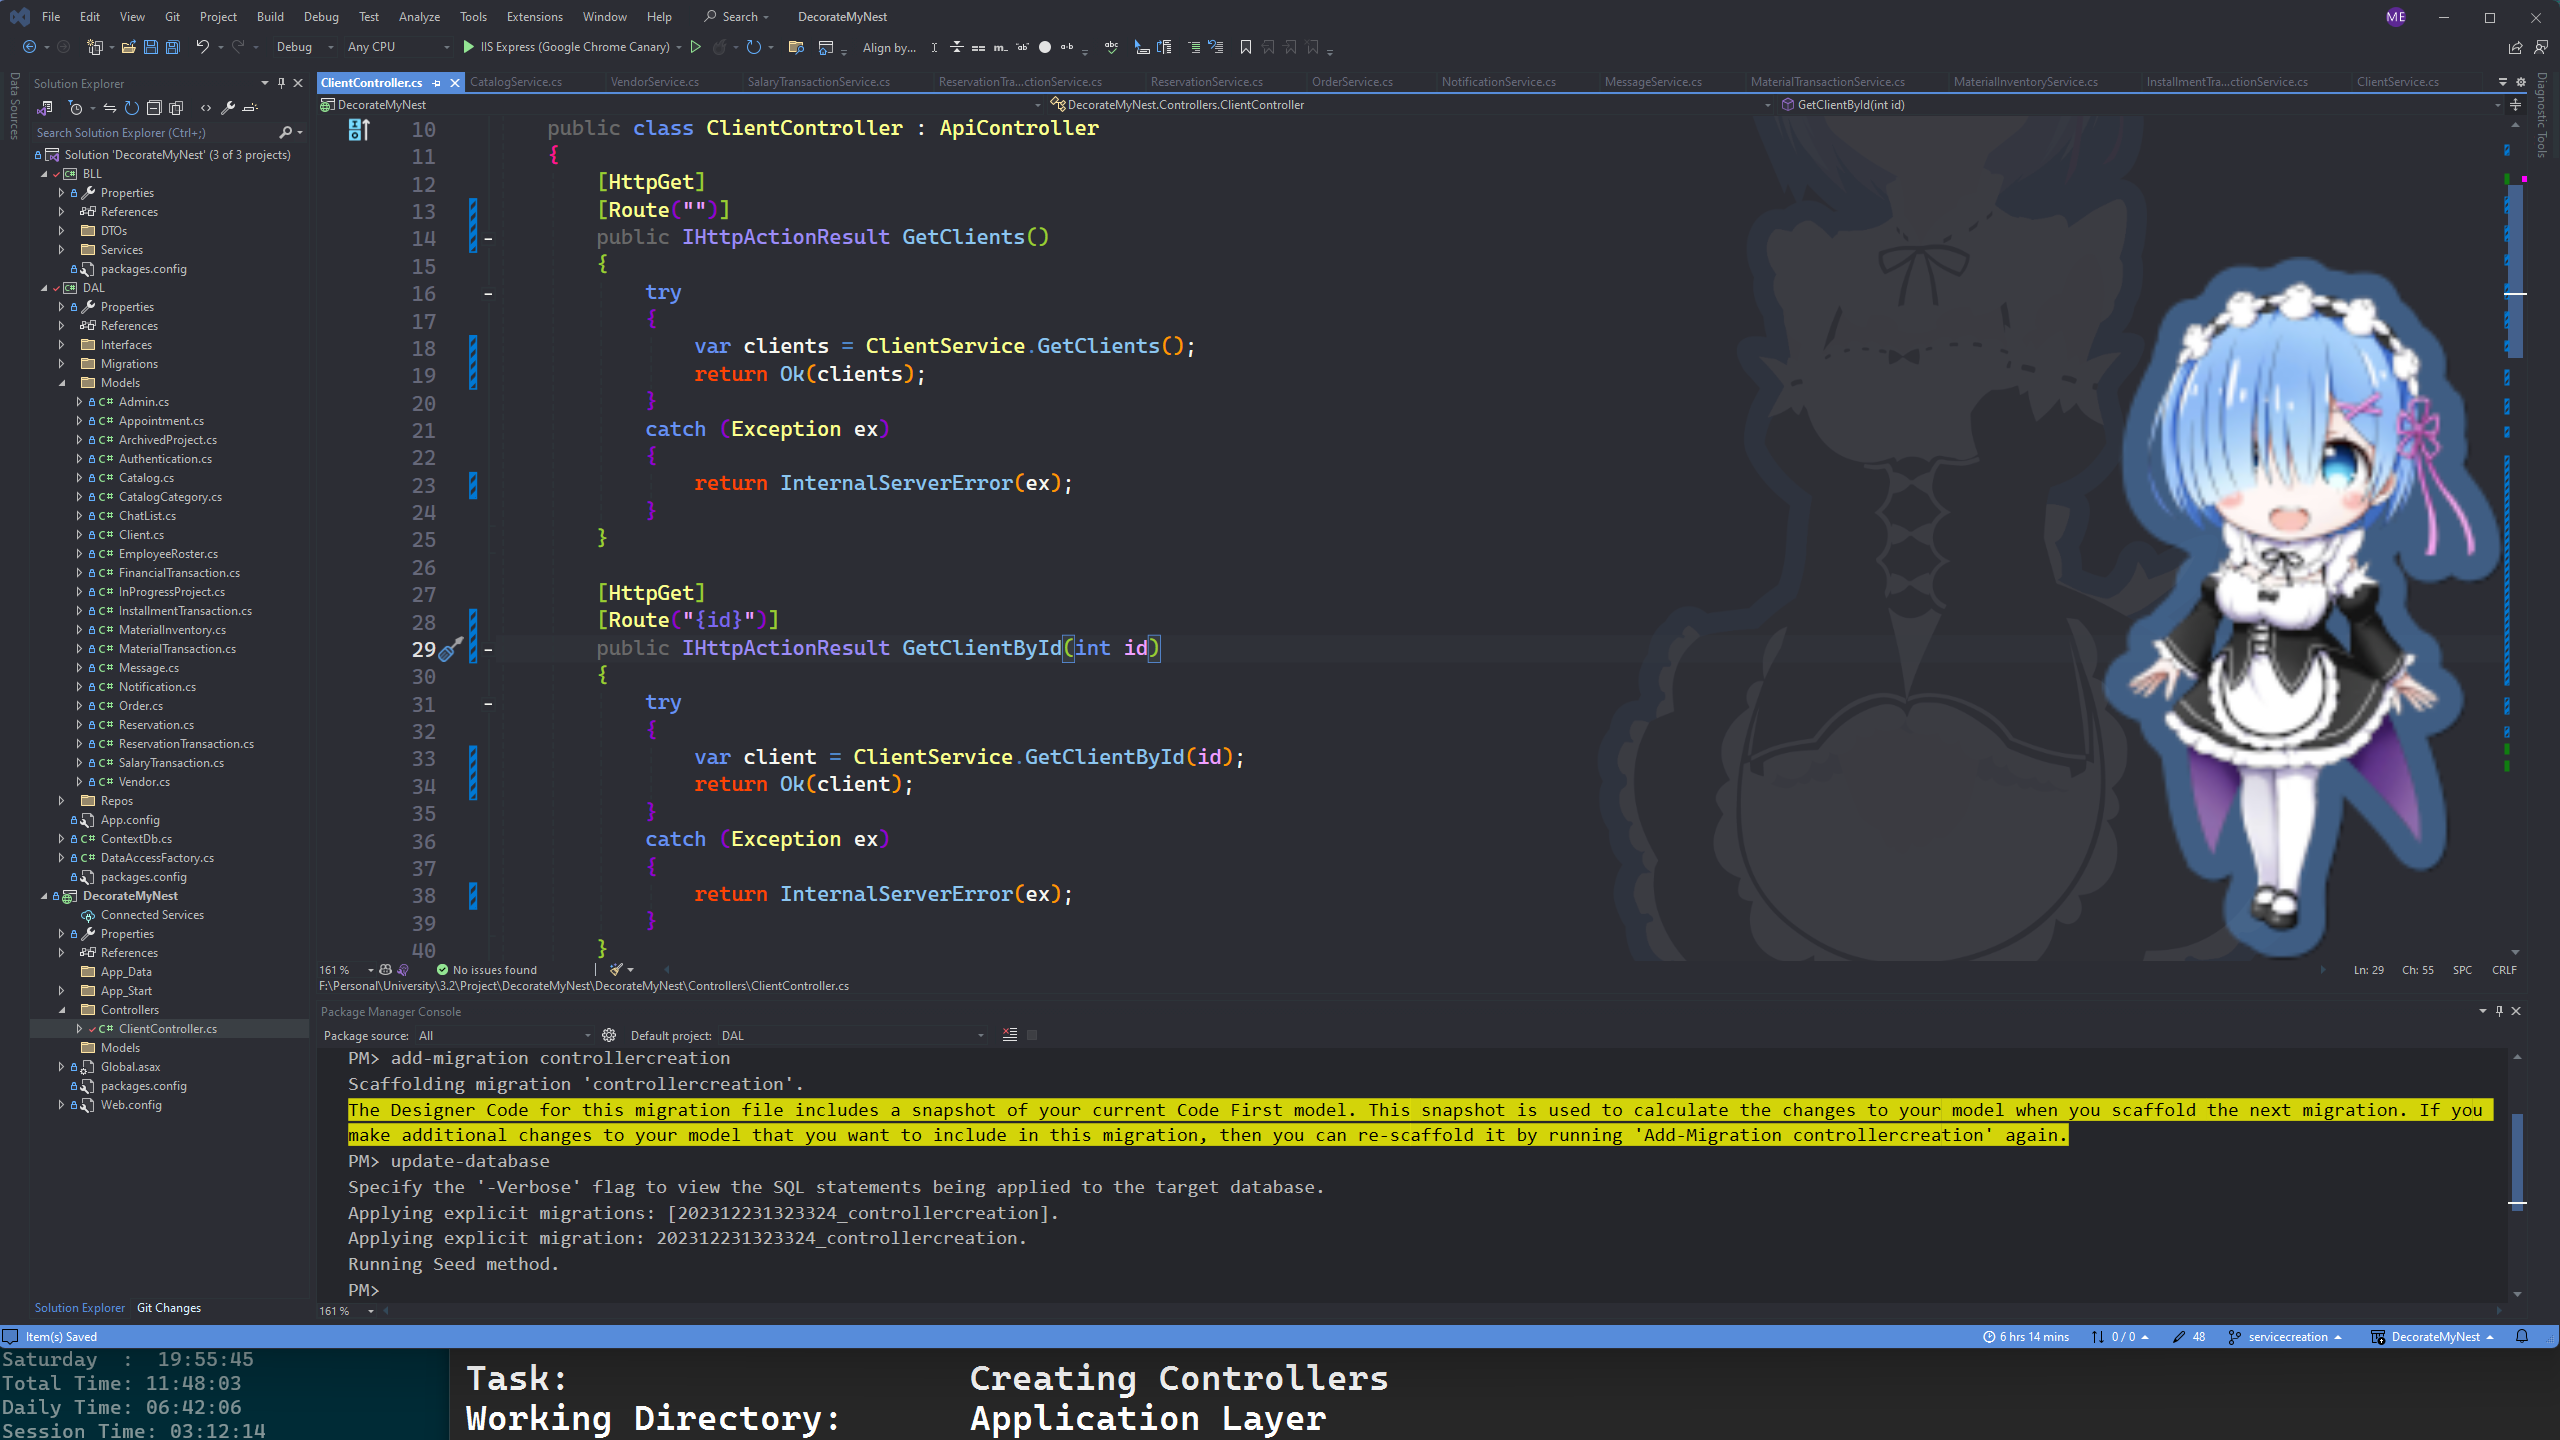 File Edit View Git Project Build Debug Test Analyze Tools Extensions Window Help Search DecorateMyNest ME
Debug Any CPU IIS Express (Google Chrome Canary) Align by...
Data Sources
Solution Explorer
Search Solution Explorer (Ctrl+;)
Solution 'DecorateMyNest' (3 of 3 projects)
BLL
Properties
References
DTOs
Services
packages.config
DAL
Properties
References
Interfaces
Migrations
Models
C# Admin.cs
C# Appointment.cs
C# ArchivedProject.cs
C# Authentication.cs
C# Catalog.cs
C# CatalogCategory.cs
C# ChatList.cs
C# Client.cs
C# EmployeeRoster.cs
C# FinancialTransaction.cs
C# InProgressProject.cs
C# InstallmentTransaction.cs
C# MaterialInventory.cs
C# MaterialTransaction.cs
C# Message.cs
C# Notification.cs
C# Order.cs
C# Reservation.cs
C# ReservationTransaction.cs
C# SalaryTransaction.cs
C# Vendor.cs
Repos
App.config
C# ContextDb.cs
C# DataAccessFactory.cs
packages.config
DecorateMyNest
Connected Services
Properties
References
App_Data
App_Start
Controllers
C# ClientController.cs
Models
Global.asax
packages.config
Web.config
Solution Explorer Git Changes
ClientController.cs CatalogService.cs VendorService.cs SalaryTransactionService.cs ReservationTra...ctionService.cs ReservationService.cs OrderService.cs NotificationService.cs MessageService.cs MaterialTransactionService.cs MaterialInventoryService.cs InstallmentTra...ctionService.cs ClientService.cs
DecorateMyNest DecorateMyNest.Controllers.ClientController GetClientById(int id)
Diagnostic Tools
10 public class ClientController : ApiController
11 {
12 [HttpGet]
13 [Route("")]
14 public IHttpActionResult GetClients()
15 {
16 try
17 {
18 var clients = ClientService.GetClients();
19 return Ok(clients);
20 }
21 catch (Exception ex)
22 {
23 return InternalServerError(ex);
24 }
25 }
26
27 [HttpGet]
28 [Route("{id}")]
29 public IHttpActionResult GetClientById(int id)
30 {
31 try
32 {
33 var client = ClientService.GetClientById(id);
34 return Ok(client);
35 }
36 catch (Exception ex)
37 {
38 return InternalServerError(ex);
39 }
40 }
161 % No issues found Ln: 29 Ch: 55 SPC CRLF
F:\Personal\University\3.2\Project\DecorateMyNest\DecorateMyNest\Controllers\ClientController.cs
Package Manager Console
Package source: All Default project: DAL
PM> add-migration controllercreation
Scaffolding migration 'controllercreation'.
The Designer Code for this migration file includes a snapshot of your current Code First model. This snapshot is used to calculate the changes to your model when you scaffold the next migration. If you
make additional changes to your model that you want to include in this migration, then you can re-scaffold it by running 'Add-Migration controllercreation' again.
PM> update-database
Specify the '-Verbose' flag to view the SQL statements being applied to the target database.
Applying explicit migrations: [202312231323324_controllercreation].
Applying explicit migration: 202312231323324_controllercreation.
Running Seed method.
PM>
161 %
Item(s) Saved 6 hrs 14 mins 0 / 0 48 servicecreation DecorateMyNest
Saturday : 19:55:45
Total Time: 11:48:03
Daily Time: 06:42:06
Session Time: 03:12:14
Task: Creating Controllers
Working Directory: Application Layer